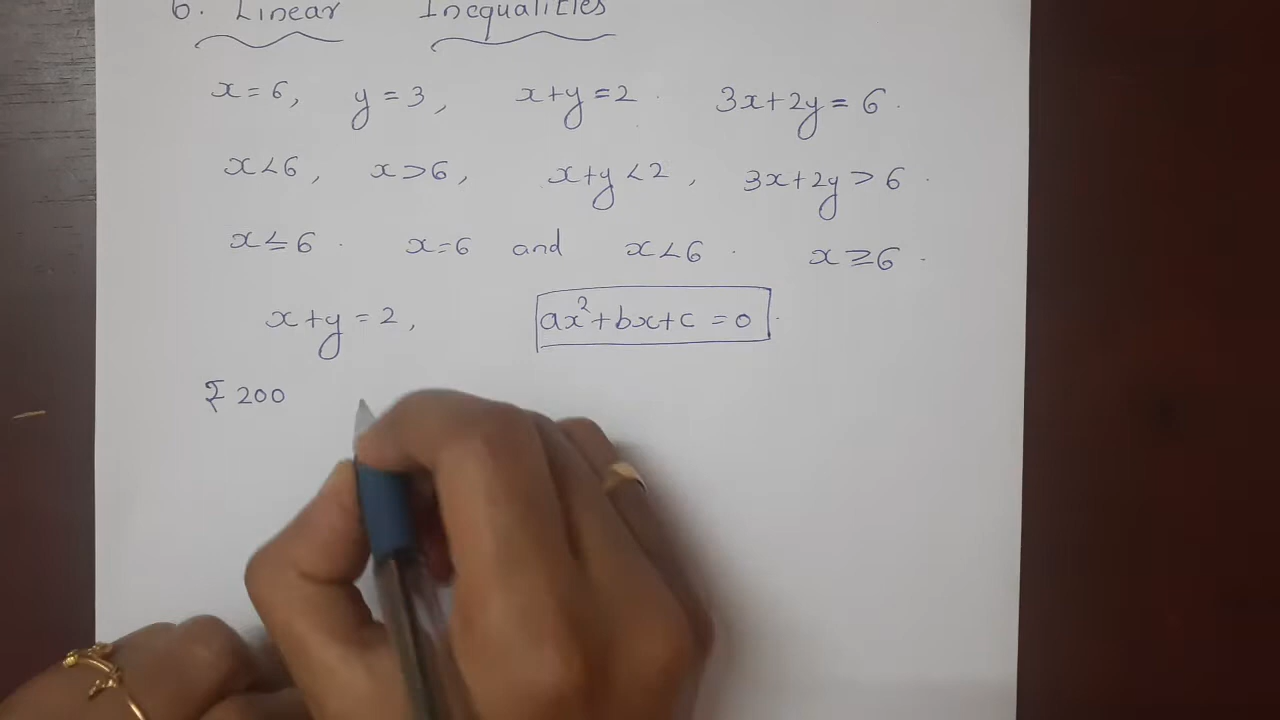 6. Linear Inequalities
x=6, y=3, x+y=2. 3x+2y=6.
x<6, x>6, x+y<2, 3x+2y>6.
x≤6. x=6 and x<6. x≥6.
x+y=2, ax²+bx+c=0.
₹ 200